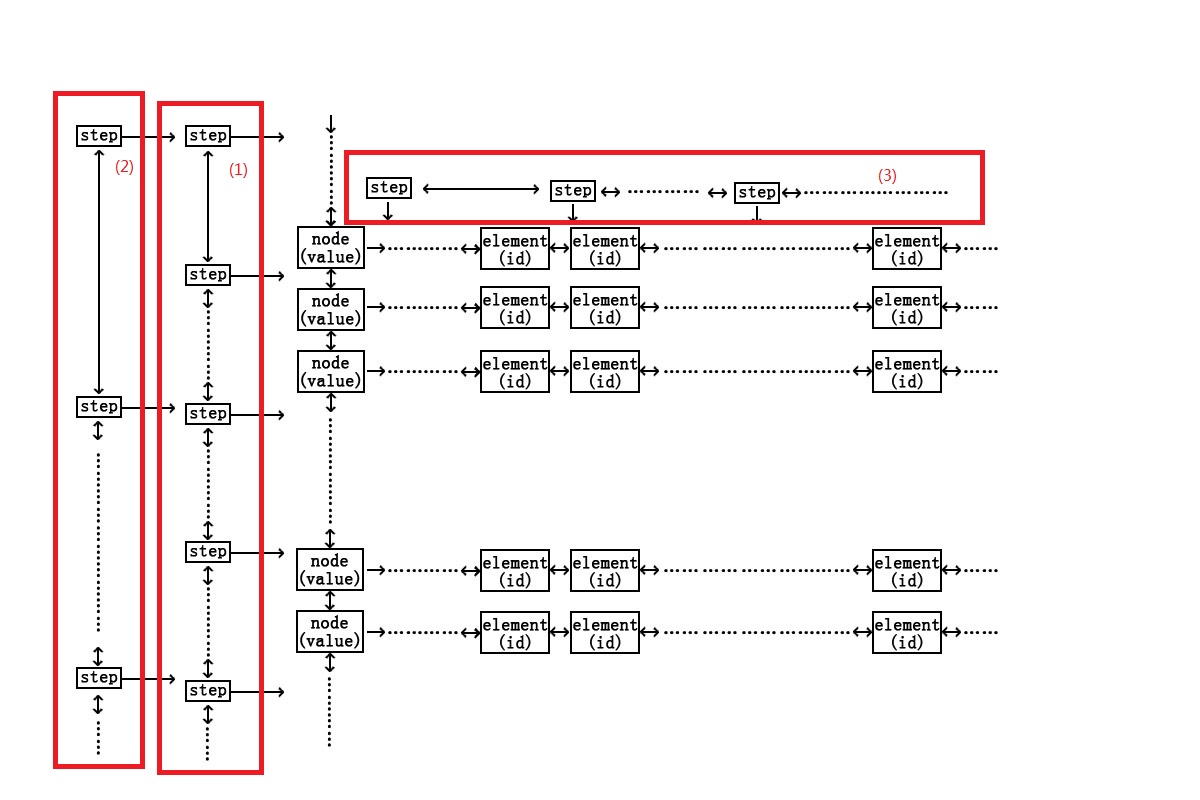 step
step
(2)
(1)
step
step
step
(3)
node
(value)
element
(id)
element
(id)
element
(id)
step
node
(value)
element
(id)
element
(id)
element
(id)
node
(value)
element
(id)
element
(id)
element
(id)
step
step
step
node
(value)
element
(id)
element
(id)
element
(id)
node
(value)
element
(id)
element
(id)
element
(id)
step
step